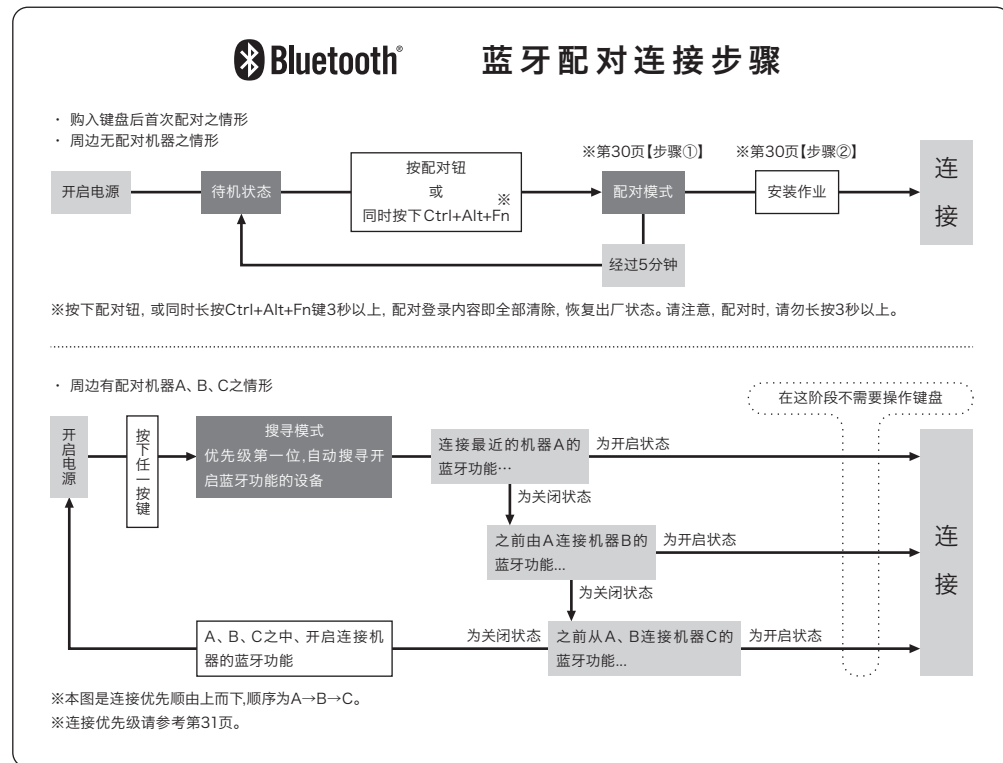 Bluetooth® 蓝牙配对连接步骤
· 购入键盘后首次配对之情形
· 周边无配对机器之情形
开启电源
待机状态
按配对钮
或
※
同时按下Ctrl+Alt+Fn
※第30页【步骤①】
配对模式
经过5分钟
※第30页【步骤②】
安装作业
连
接
※按下配对钮, 或同时长按Ctrl+Alt+Fn键3秒以上, 配对登录内容即全部清除, 恢复出厂状态。请注意, 配对时, 请勿长按3秒以上。
· 周边有配对机器A、B、C之情形
在这阶段不需要操作键盘
开启电源
按下任一按键
搜寻模式
优先级第一位,自动搜寻开
启蓝牙功能的设备
连接最近的机器A的
蓝牙功能…
为开启状态
为关闭状态
之前由A连接机器B的
蓝牙功能...
为开启状态
为关闭状态
之前从A、B连接机器C的
蓝牙功能...
为开启状态
为关闭状态
A、B、C之中、开启连接机
器的蓝牙功能
连
接
※本图是连接优先顺由上而下,顺序为A→B→C。
※连接优先级请参考第31页。